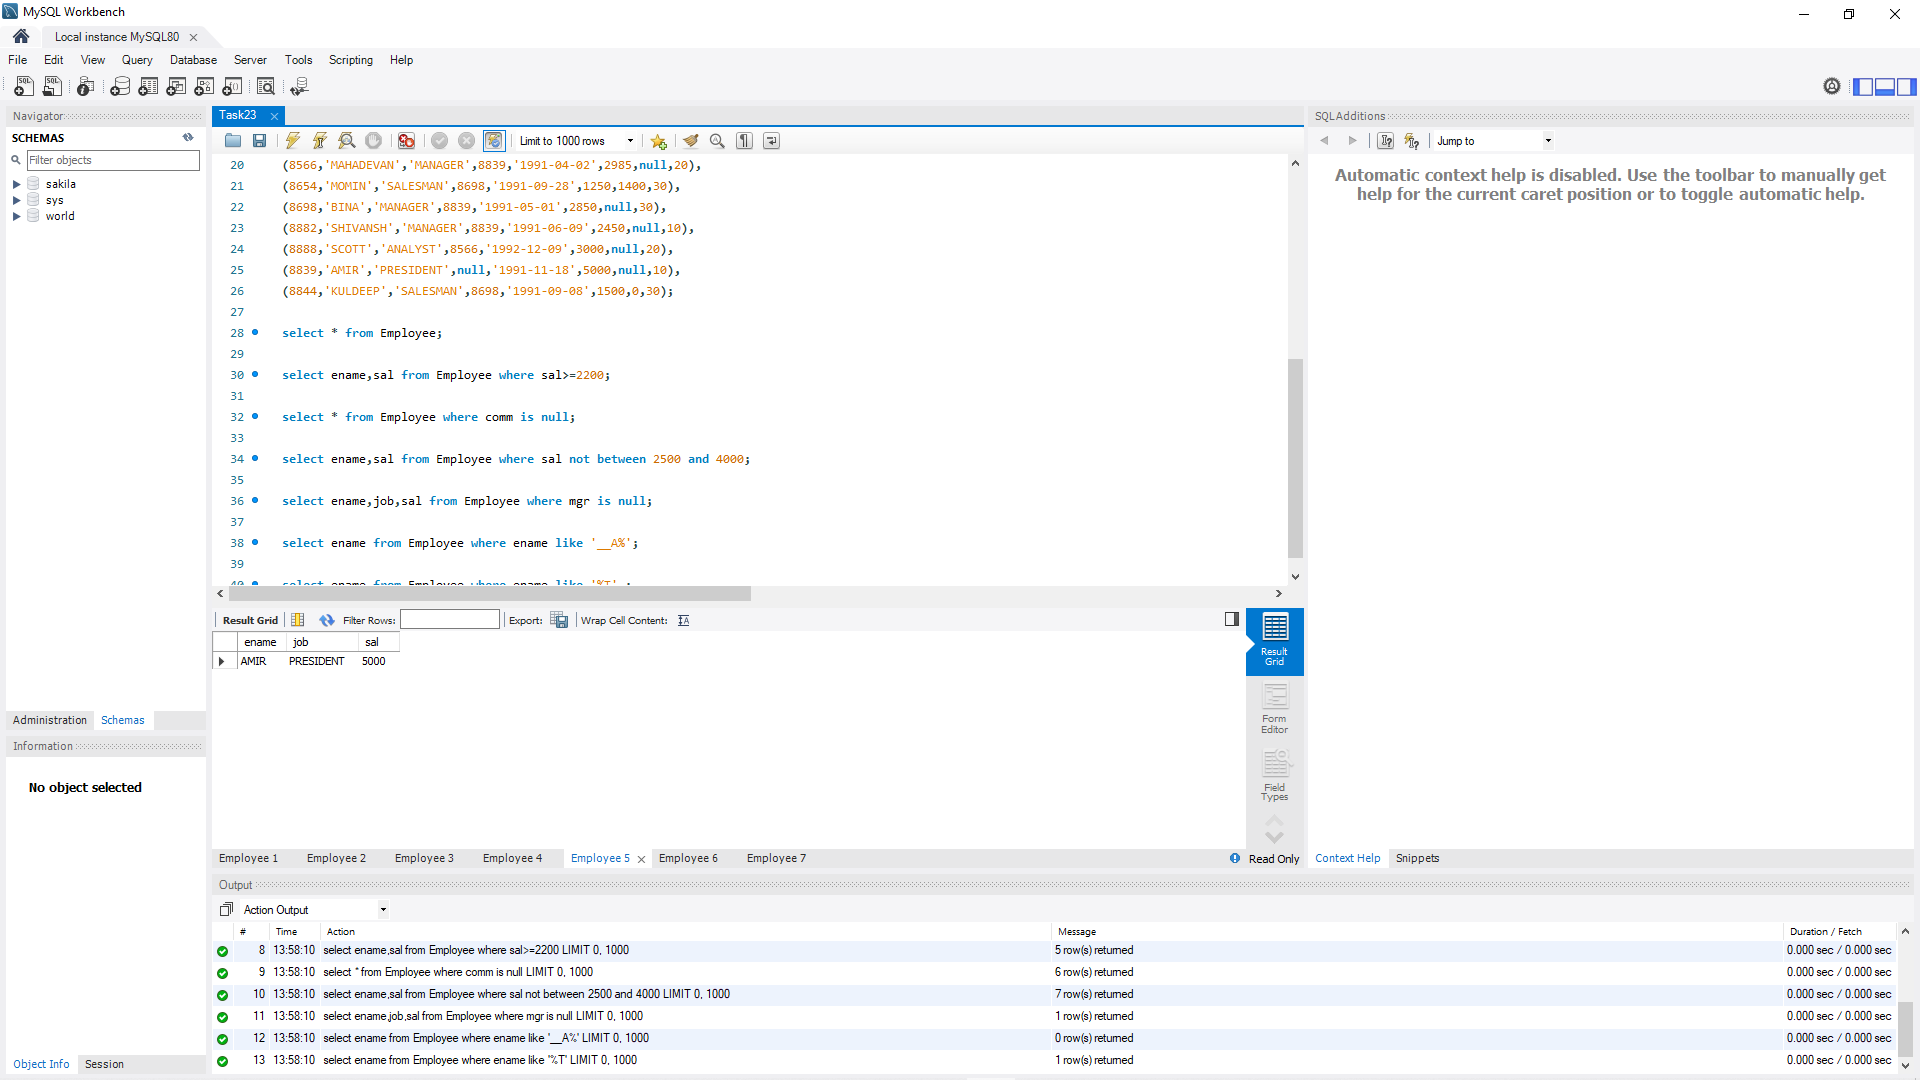 MySQL Workbench
Local instance MySQL80
File Edit View Query Database Server Tools Scripting Help
Navigator
SCHEMAS
Filter objects
sakila
sys
world
Administration Schemas
Information
No object selected
Object Info Session
Task23
Limit to 1000 rows
20 (8566,'MAHADEVAN','MANAGER',8839,'1991-04-02',2985,null,20),
21 (8654,'MOMIN','SALESMAN',8698,'1991-09-28',1250,1400,30),
22 (8698,'BINA','MANAGER',8839,'1991-05-01',2850,null,30),
23 (8882,'SHIVANSH','MANAGER',8839,'1991-06-09',2450,null,10),
24 (8888,'SCOTT','ANALYST',8566,'1992-12-09',3000,null,20),
25 (8839,'AMIR','PRESIDENT',null,'1991-11-18',5000,null,10),
26 (8844,'KULDEEP','SALESMAN',8698,'1991-09-08',1500,0,30);
27
28 select * from Employee;
29
30 select ename,sal from Employee where sal>=2200;
31
32 select * from Employee where comm is null;
33
34 select ename,sal from Employee where sal not between 2500 and 4000;
35
36 select ename,job,sal from Employee where mgr is null;
37
38 select ename from Employee where ename like '__A%';
39
40 select ename from Employee where ename like '%T' ;
Result Grid Filter Rows: Export: Wrap Cell Content:
ename job sal
AMIR PRESIDENT 5000
Result Grid
Form Editor
Field Types
Employee 1 Employee 2 Employee 3 Employee 4 Employee 5 Employee 6 Employee 7
Read Only
SQLAdditions
Jump to
Automatic context help is disabled. Use the toolbar to manually get
help for the current caret position or to toggle automatic help.
Context Help Snippets
Output
Action Output
# Time Action Message Duration / Fetch
8 13:58:10 select ename,sal from Employee where sal>=2200 LIMIT 0, 1000 5 row(s) returned 0.000 sec / 0.000 sec
9 13:58:10 select * from Employee where comm is null LIMIT 0, 1000 6 row(s) returned 0.000 sec / 0.000 sec
10 13:58:10 select ename,sal from Employee where sal not between 2500 and 4000 LIMIT 0, 1000 7 row(s) returned 0.000 sec / 0.000 sec
11 13:58:10 select ename,job,sal from Employee where mgr is null LIMIT 0, 1000 1 row(s) returned 0.000 sec / 0.000 sec
12 13:58:10 select ename from Employee where ename like '__A%' LIMIT 0, 1000 0 row(s) returned 0.000 sec / 0.000 sec
13 13:58:10 select ename from Employee where ename like '%T' LIMIT 0, 1000 1 row(s) returned 0.000 sec / 0.000 sec